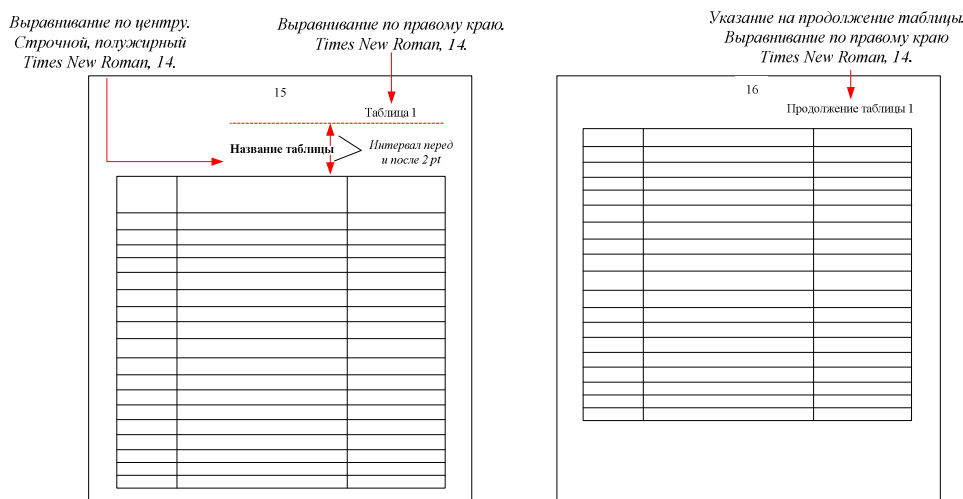 Выравнивание по центру.
Строчной, полужирный
Times New Roman, 14.
Выравнивание по правому краю.
Times New Roman, 14.
15
Таблица 1
Название таблицы
Интервал перед
и после 2 pt
Указание на продолжение таблицы.
Выравнивание по правому краю
Times New Roman, 14.
16
Продолжение таблицы 1